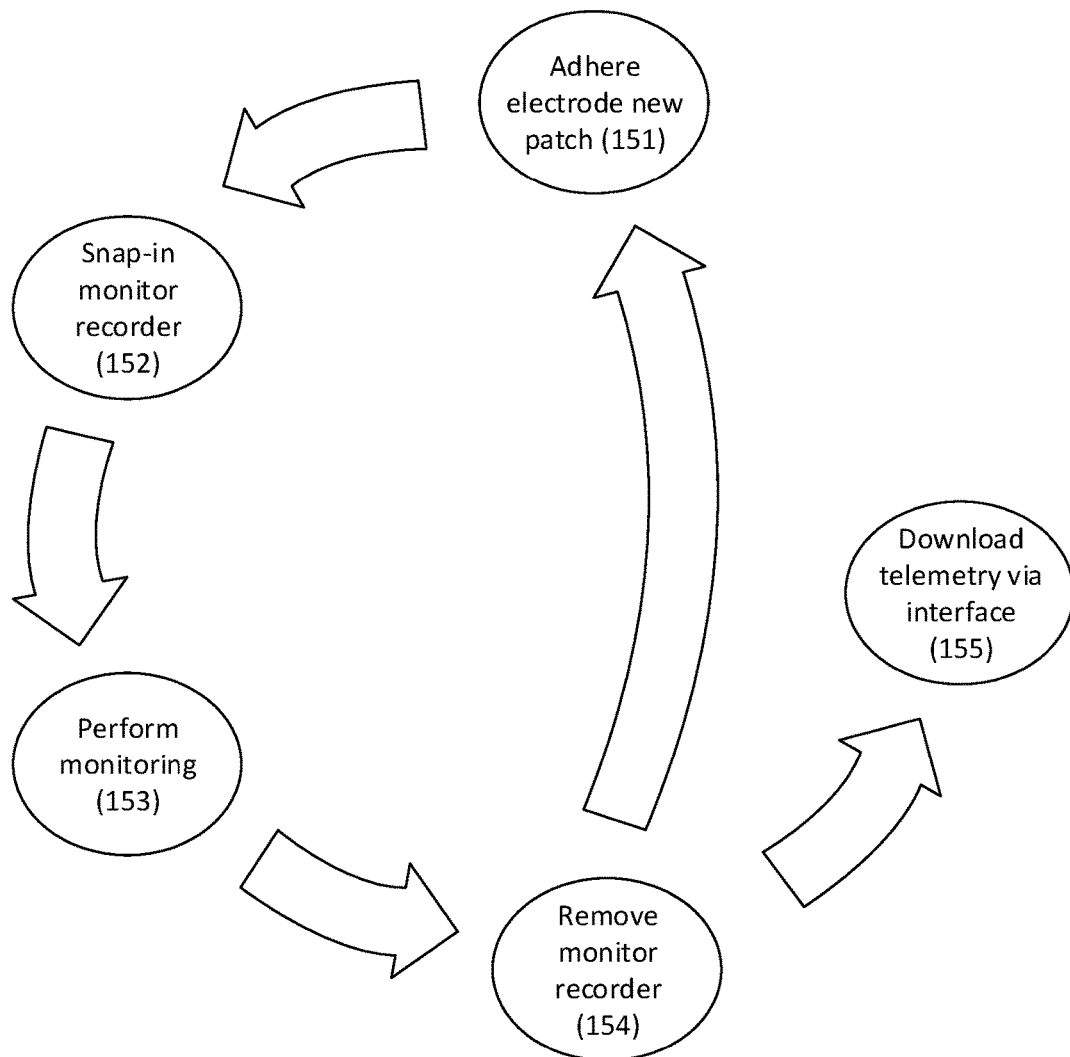 Adhere
electrode new
patch (151)
Snap-in
monitor
recorder
(152)
Perform
monitoring
(153)
Remove
monitor
recorder
(154)
Download
telemetry via
interface
(155)